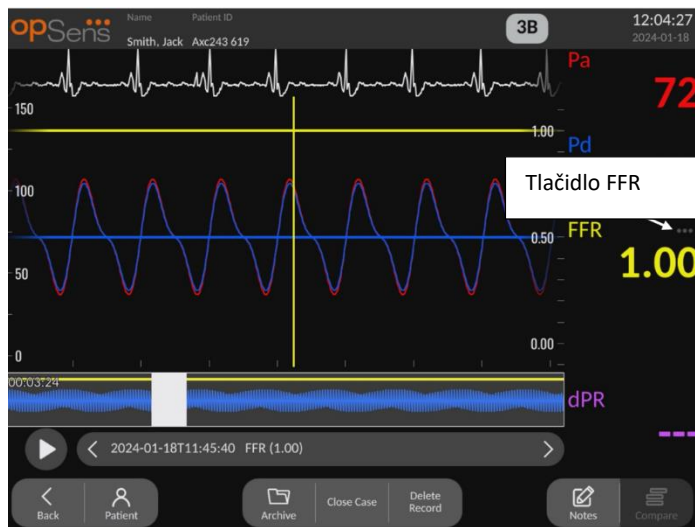 opSens
Name Patient ID
Smith, Jack Axc243 619
3B
12:04:27
2024-01-18
Pa
72
150
1.00
Pd
Tlačidlo FFR
100
FFR
0.50
1.00
50
0.00
0
00:03:24
dPR
---
2024-01-18T11:45:40 FFR (1.00)
Back
Patient
Archive
Close Case
Delete
Record
Notes
Compare